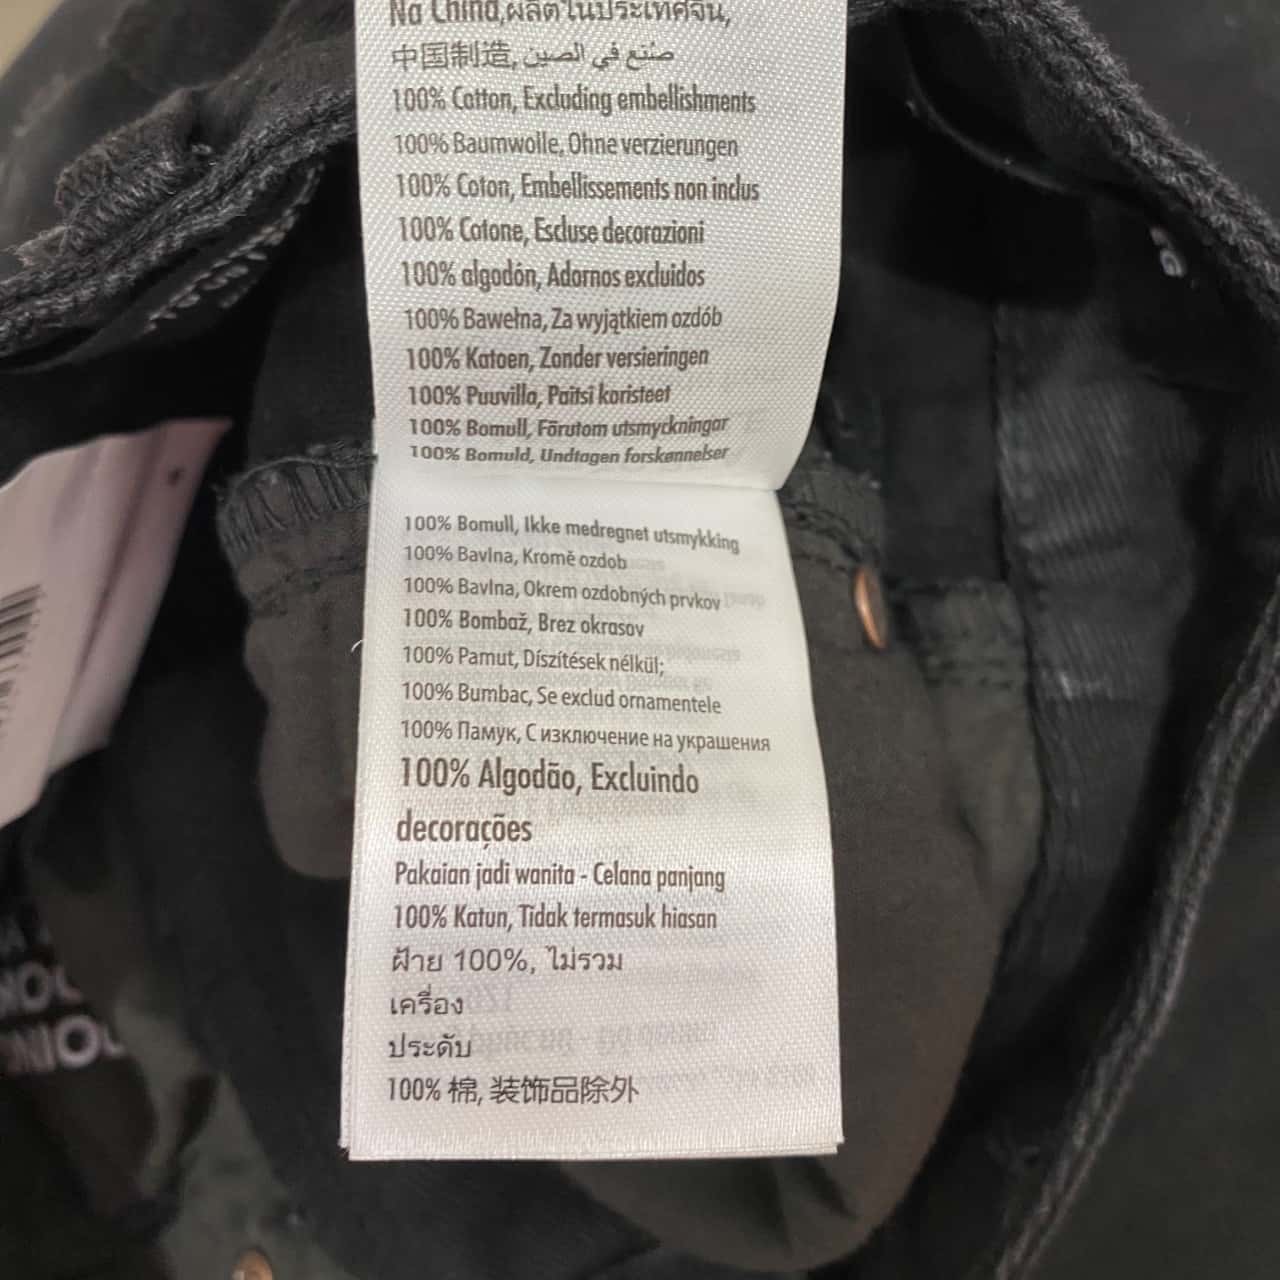 Na China,ผลิตในประเทศจีน,
中国制造, صُنع في الصين
100% Cotton, Excluding embellishments
100% Baumwolle, Ohne verzierungen
100% Coton, Embellissements non inclus
100% Cotone, Escluse decorazioni
100% algodón, Adornos excluidos
100% Bawełna, Za wyjątkiem ozdób
100% Katoen, Zonder versieringen
100% Puuvilla, Paitsi koristeet
100% Bomull, Förutom utsmyckningar
100% Bomuld, Undtagen forskønnelser
100% Bomull, Ikke medregnet utsmykking
100% Bavlna, Kromě ozdob
100% Bavlna, Okrem ozdobných prvkov
100% Bombaž, Brez okrasov
100% Pamut, Díszítések nélkül;
100% Bumbac, Se exclud ornamentele
100% Памук, С изключение на украшения
100% Algodão, Excluindo
decorações
Pakaian jadi wanita - Celana panjang
100% Katun, Tidak termasuk hiasan
ฝ้าย 100%, ไม่รวม
เครื่อง
ประดับ
100% 棉, 装饰品除外